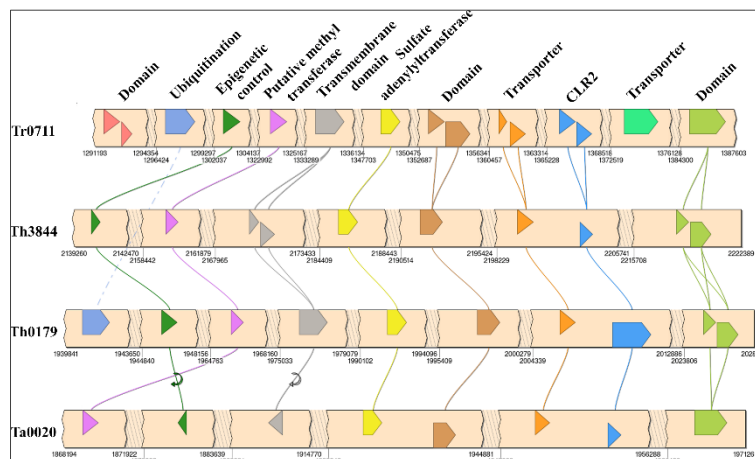 Domain
Ubiquitination
Epigenetic control
Putative methyl transferase
Transmembrane domain
Sulfate adenylyltransferase
Domain
Transporter
CLR2
Transporter
Domain
Tr0711
1291193 1294354 1299297 1304137 1325167 1336134 1350475 1356341 1363314 1368516 1376126 1387603
1296424 1302037 1322992 1333289 1347703 1352687 1360457 1365228 1372519 1384300
Th3844
2139260 2142470 2161879 2173433 2188443 2195424 2205741 2222389
2158442 2167965 2184409 2190514 2198229 2215708
Th0179
1939841 1943650 1948156 1968160 1979079 1994096 2000279 2012886
1944840 1964763 1975033 1990102 1995409 2004339 2023806
Ta0020
1868194 1871922 1883639 1914770 1944881 1956288